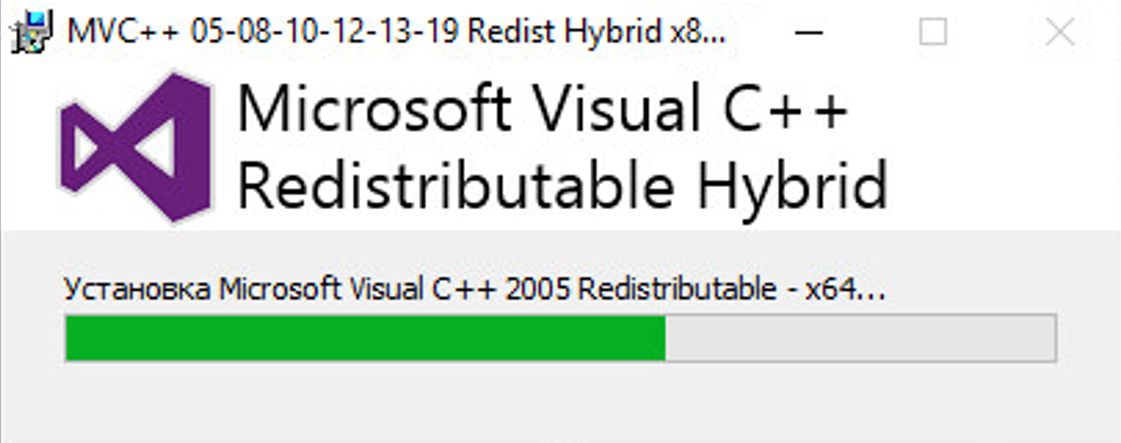 MVC++ 05-08-10-12-13-19 Redist Hybrid x8...
Microsoft Visual C++
Redistributable Hybrid
Установка Microsoft Visual C++ 2005 Redistributable - x64...